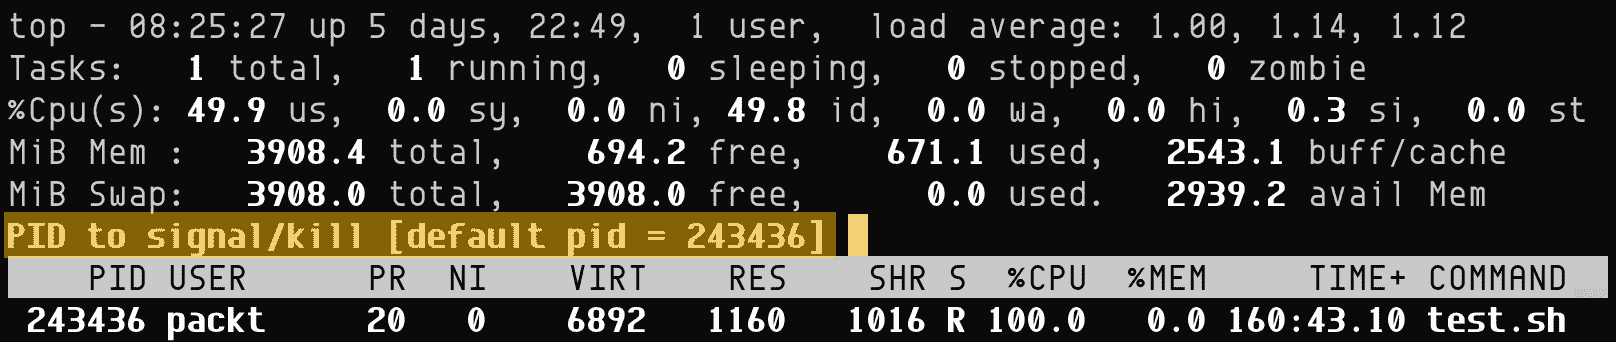 top - 08:25:27 up 5 days, 22:49,  1 user,  load average: 1.00, 1.14, 1.12
Tasks:   1 total,   1 running,   0 sleeping,   0 stopped,   0 zombie
%Cpu(s): 49.9 us,  0.0 sy,  0.0 ni, 49.8 id,  0.0 wa,  0.0 hi,  0.3 si,  0.0 st
MiB Mem :   3908.4 total,    694.2 free,    671.1 used,   2543.1 buff/cache
MiB Swap:   3908.0 total,   3908.0 free,      0.0 used.   2939.2 avail Mem
PID to signal/kill [default pid = 243436]
    PID USER      PR  NI    VIRT    RES    SHR S  %CPU  %MEM     TIME+ COMMAND
 243436 packt     20   0    6892   1160   1016 R 100.0   0.0 160:43.10 test.sh